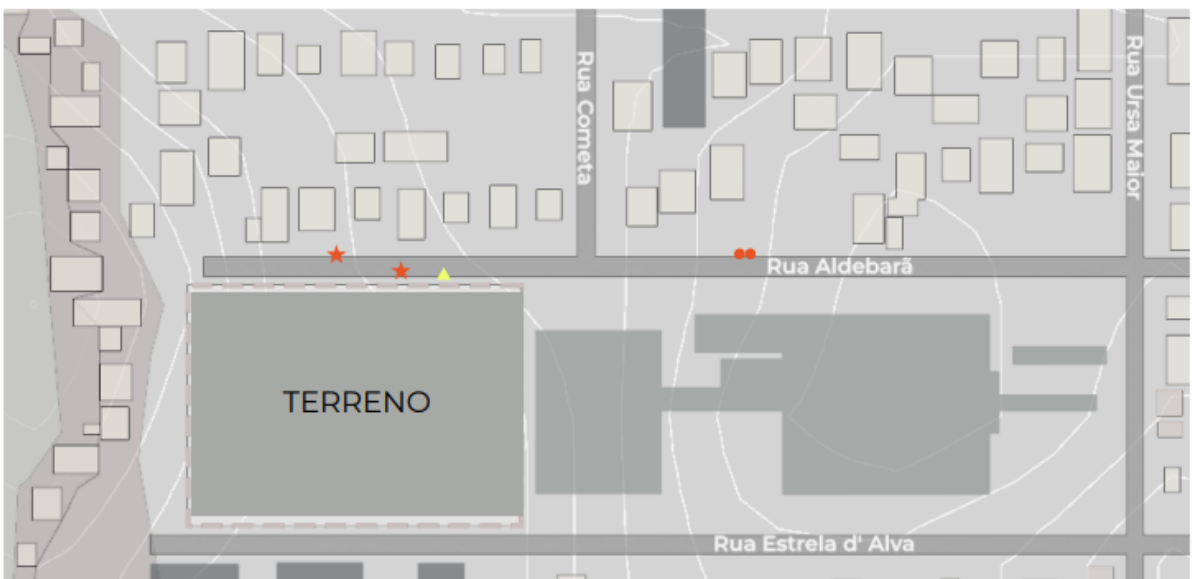 Rua Cometa
Rua Ursa Maior
Rua Aldebarã
TERRENO
Rua Estrela d' Alva